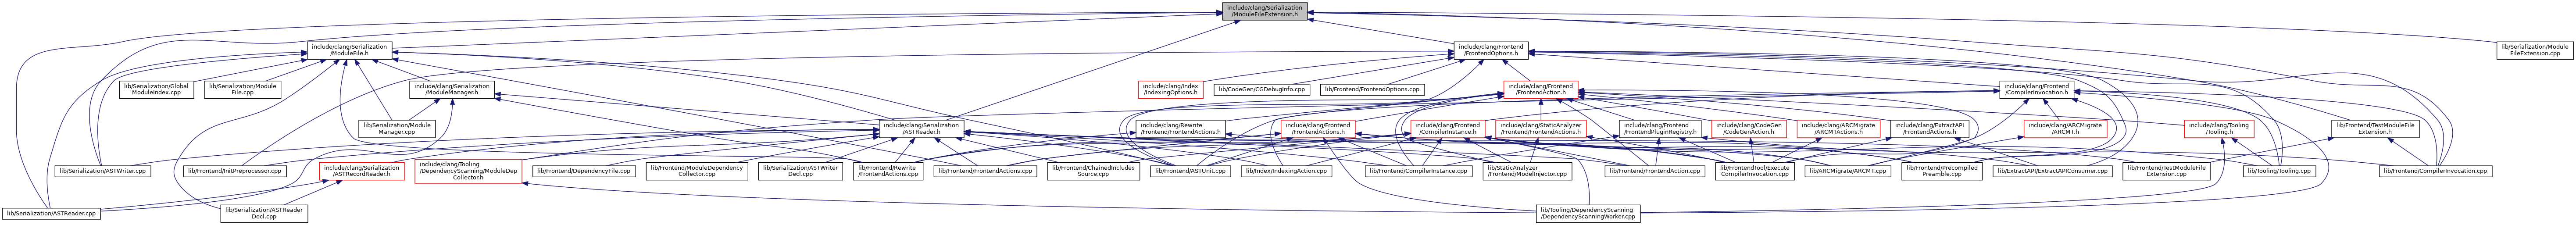 include/clang/Serialization
/ModuleFileExtension.h
include/clang/Serialization
/ModuleFile.h
include/clang/Frontend
/FrontendOptions.h
lib/Serialization/Module
FileExtension.cpp
lib/Serialization/Global
ModuleIndex.cpp
lib/Serialization/Module
File.cpp
include/clang/Serialization
/ModuleManager.h
include/clang/Index
/IndexingOptions.h
lib/CodeGen/CGDebugInfo.cpp
lib/Frontend/FrontendOptions.cpp
include/clang/Frontend
/FrontendAction.h
include/clang/Frontend
/CompilerInvocation.h
lib/Serialization/Module
Manager.cpp
include/clang/Serialization
/ASTReader.h
include/clang/Rewrite
/Frontend/FrontendActions.h
include/clang/Frontend
/FrontendActions.h
include/clang/Frontend
/CompilerInstance.h
include/clang/StaticAnalyzer
/Frontend/FrontendActions.h
include/clang/Frontend
/FrontendPluginRegistry.h
include/clang/CodeGen
/CodeGenAction.h
include/clang/ARCMigrate
/ARCMTActions.h
include/clang/ExtractAPI
/FrontendActions.h
include/clang/ARCMigrate
/ARCMT.h
include/clang/Tooling
/Tooling.h
lib/Frontend/TestModuleFile
Extension.h
lib/Serialization/ASTWriter.cpp
lib/Frontend/InitPreprocessor.cpp
include/clang/Serialization
/ASTRecordReader.h
include/clang/Tooling
/DependencyScanning/ModuleDep
Collector.h
lib/Frontend/DependencyFile.cpp
lib/Frontend/ModuleDependency
Collector.cpp
lib/Serialization/ASTWriter
Decl.cpp
lib/Frontend/Rewrite
/FrontendActions.cpp
lib/Frontend/FrontendActions.cpp
lib/Frontend/ChainedIncludes
Source.cpp
lib/Frontend/ASTUnit.cpp
lib/Index/IndexingAction.cpp
lib/Frontend/CompilerInstance.cpp
lib/StaticAnalyzer
/Frontend/ModelInjector.cpp
lib/Frontend/FrontendAction.cpp
lib/FrontendTool/Execute
CompilerInvocation.cpp
lib/ARCMigrate/ARCMT.cpp
lib/Frontend/Precompiled
Preamble.cpp
lib/ExtractAPI/ExtractAPIConsumer.cpp
lib/Frontend/TestModuleFile
Extension.cpp
lib/Tooling/Tooling.cpp
lib/Frontend/CompilerInvocation.cpp
lib/Serialization/ASTReader.cpp
lib/Serialization/ASTReader
Decl.cpp
lib/Tooling/DependencyScanning
/DependencyScanningWorker.cpp